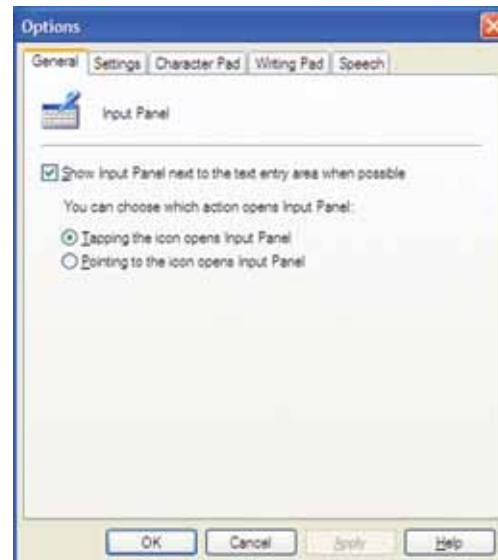 Options
General Settings Character Pad Writing Pad Speech
Input Panel
Show Input Panel next to the text entry area when possible
You can choose which action opens Input Panel:
Tapping the icon opens Input Panel
Pointing to the icon opens Input Panel
OK Cancel Apply Help